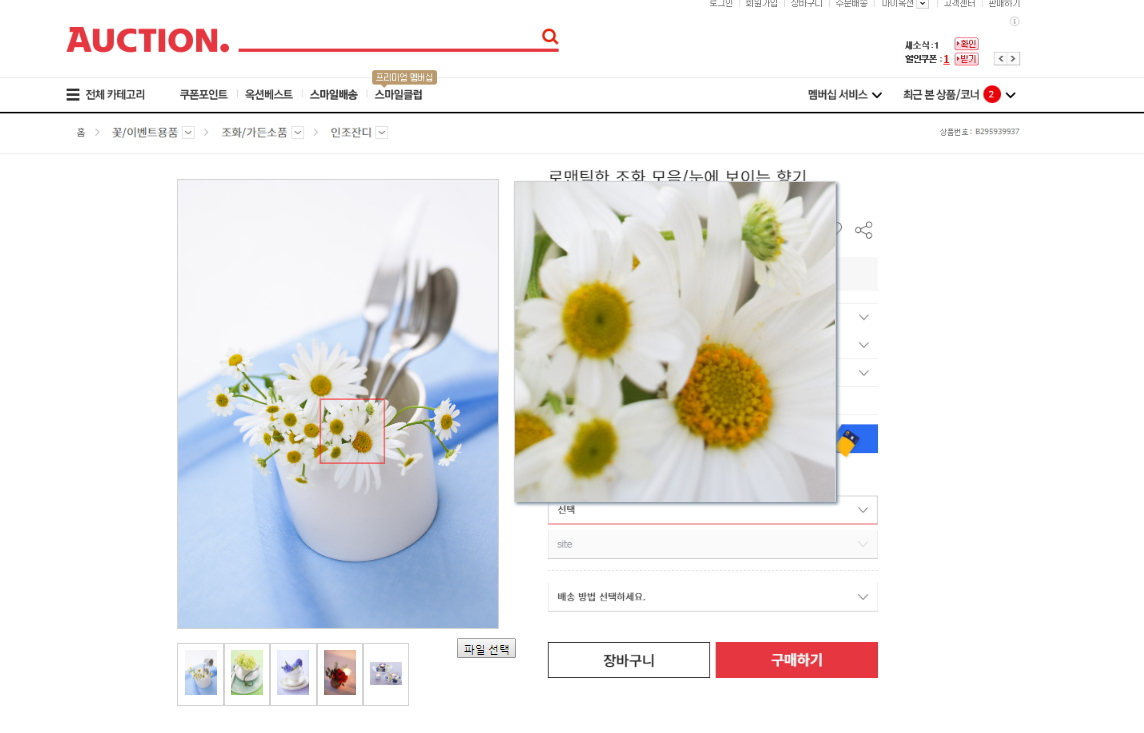 로그인 회원가입 장바구니 주문배송 마이옥션 고객센터 판매하기
AUCTION.
새소식 :1 확인
할인쿠폰 :1 받기
프리미엄 멤버십
전체 카테고리 쿠폰포인트 옥션베스트 스마일배송 스마일클럽 멤버십 서비스 최근 본 상품/코너 2
홈 > 꽃/이벤트용품 > 조화/가든소품 > 인조잔디 상품번호 : B295939937
로맨틱한 조화 모음/눈에 보이는 향기
선택
site
배송 방법 선택하세요.
파일 선택
장바구니 구매하기